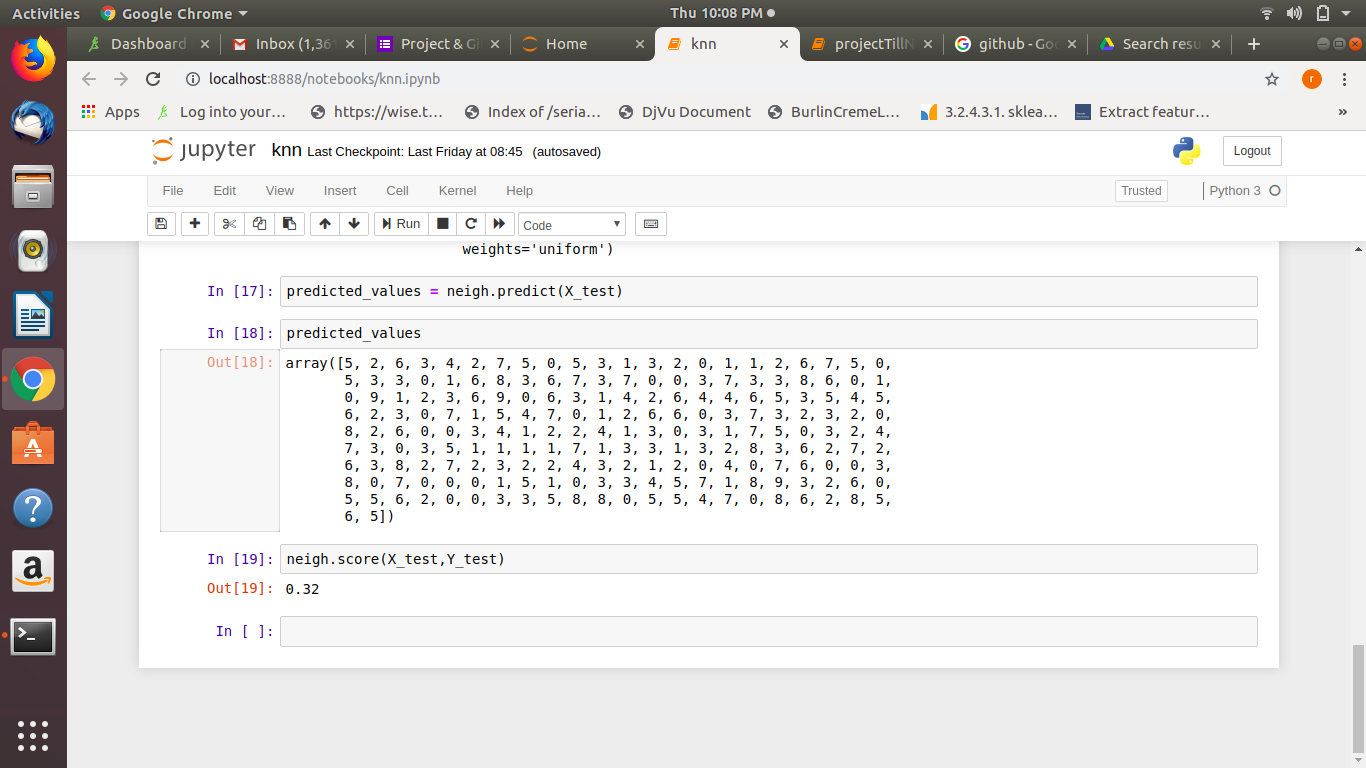 Activities
Google Chrome
Thu 10:08 PM
Dashboard
Inbox (1,36
Project & Gi
Home
knn
projectTillN
github - Goo
Search resu
localhost:8888/notebooks/knn.ipynb
r
Apps
Log into your…
https://wise.t…
Index of /seria…
DjVu Document
BurlinCremeL…
3.2.4.3.1. sklea…
Extract featur…
»
jupyter
knn Last Checkpoint: Last Friday at 08:45 (autosaved)
Logout
File Edit View Insert Cell Kernel Help
Trusted
Python 3
Run
Code
weights='uniform')
In [17]: predicted_values = neigh.predict(X_test)
In [18]: predicted_values
Out[18]: array([5, 2, 6, 3, 4, 2, 7, 5, 0, 5, 3, 1, 3, 2, 0, 1, 1, 2, 6, 7, 5, 0,
5, 3, 3, 0, 1, 6, 8, 3, 6, 7, 3, 7, 0, 0, 3, 7, 3, 3, 8, 6, 0, 1,
0, 9, 1, 2, 3, 6, 9, 0, 6, 3, 1, 4, 2, 6, 4, 4, 6, 5, 3, 5, 4, 5,
6, 2, 3, 0, 7, 1, 5, 4, 7, 0, 1, 2, 6, 6, 0, 3, 7, 3, 2, 3, 2, 0,
8, 2, 6, 0, 0, 3, 4, 1, 2, 2, 4, 1, 3, 0, 3, 1, 7, 5, 0, 3, 2, 4,
7, 3, 0, 3, 5, 1, 1, 1, 1, 7, 1, 3, 3, 1, 3, 2, 8, 3, 6, 2, 7, 2,
6, 3, 8, 2, 7, 2, 3, 2, 2, 4, 3, 2, 1, 2, 0, 4, 0, 7, 6, 0, 0, 3,
8, 0, 7, 0, 0, 0, 1, 5, 1, 0, 3, 3, 4, 5, 7, 1, 8, 9, 3, 2, 6, 0,
5, 5, 6, 2, 0, 0, 3, 3, 5, 8, 8, 0, 5, 5, 4, 7, 0, 8, 6, 2, 8, 5,
6, 5])
In [19]: neigh.score(X_test,Y_test)
Out[19]: 0.32
In [ ]: